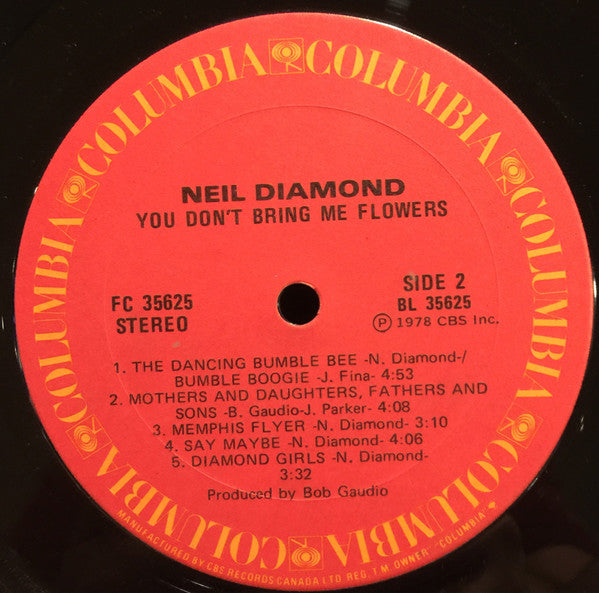 COLUMBIA COLUMBIA COLUMBIA COLUMBIA COLUMBIA COLUMBIA
NEIL DIAMOND
YOU DON'T BRING ME FLOWERS
FC 35625
STEREO
SIDE 2
BL 35625
Ⓟ 1978 CBS Inc.
1. THE DANCING BUMBLE BEE -N. Diamond-/
BUMBLE BOOGIE -J. Fina- 4:53
2. MOTHERS AND DAUGHTERS, FATHERS AND
SONS -B. Gaudio-J. Parker- 4:08
3. MEMPHIS FLYER -N. Diamond- 3:10
4. SAY MAYBE -N. Diamond- 4:06
5. DIAMOND GIRLS -N. Diamond-
3:32
Produced by Bob Gaudio
MANUFACTURED BY CBS RECORDS CANADA LTD REG. T.M. OWNER "COLUMBIA"